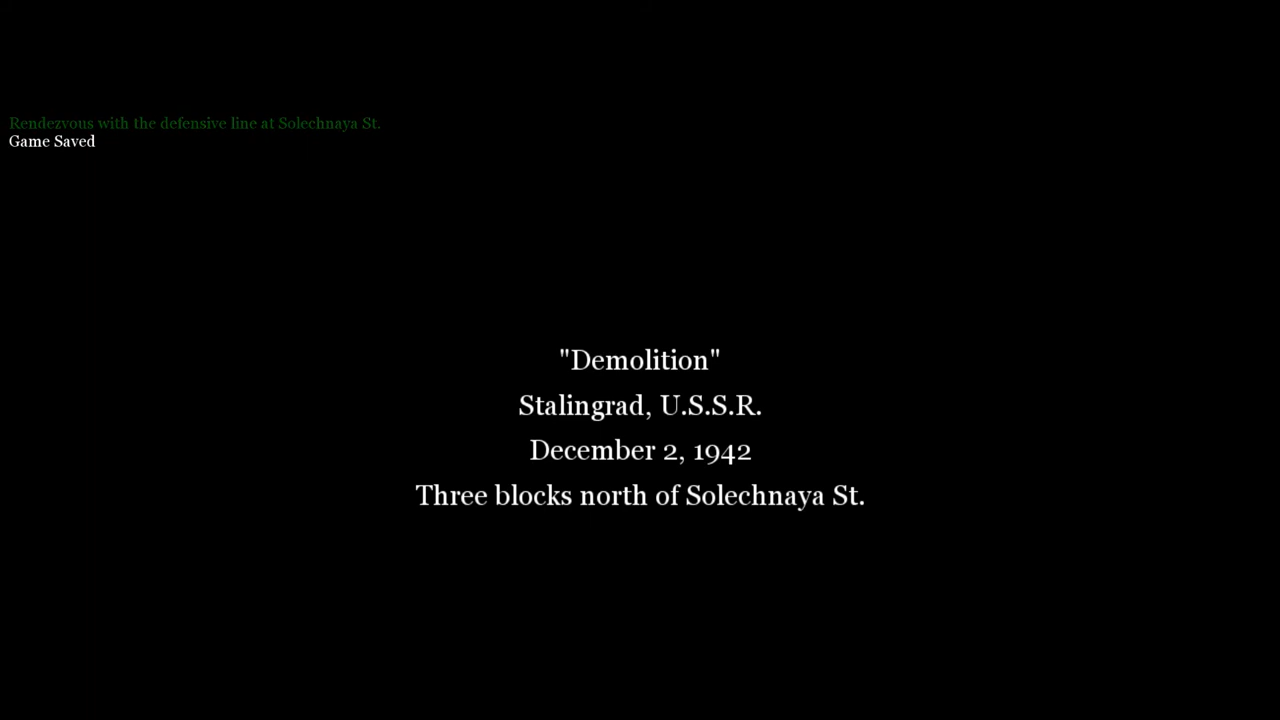 Rendezvous with the defensive line at Solechnaya St.
Game Saved
"Demolition"
Stalingrad, U.S.S.R.
December 2, 1942
Three blocks north of Solechnaya St.